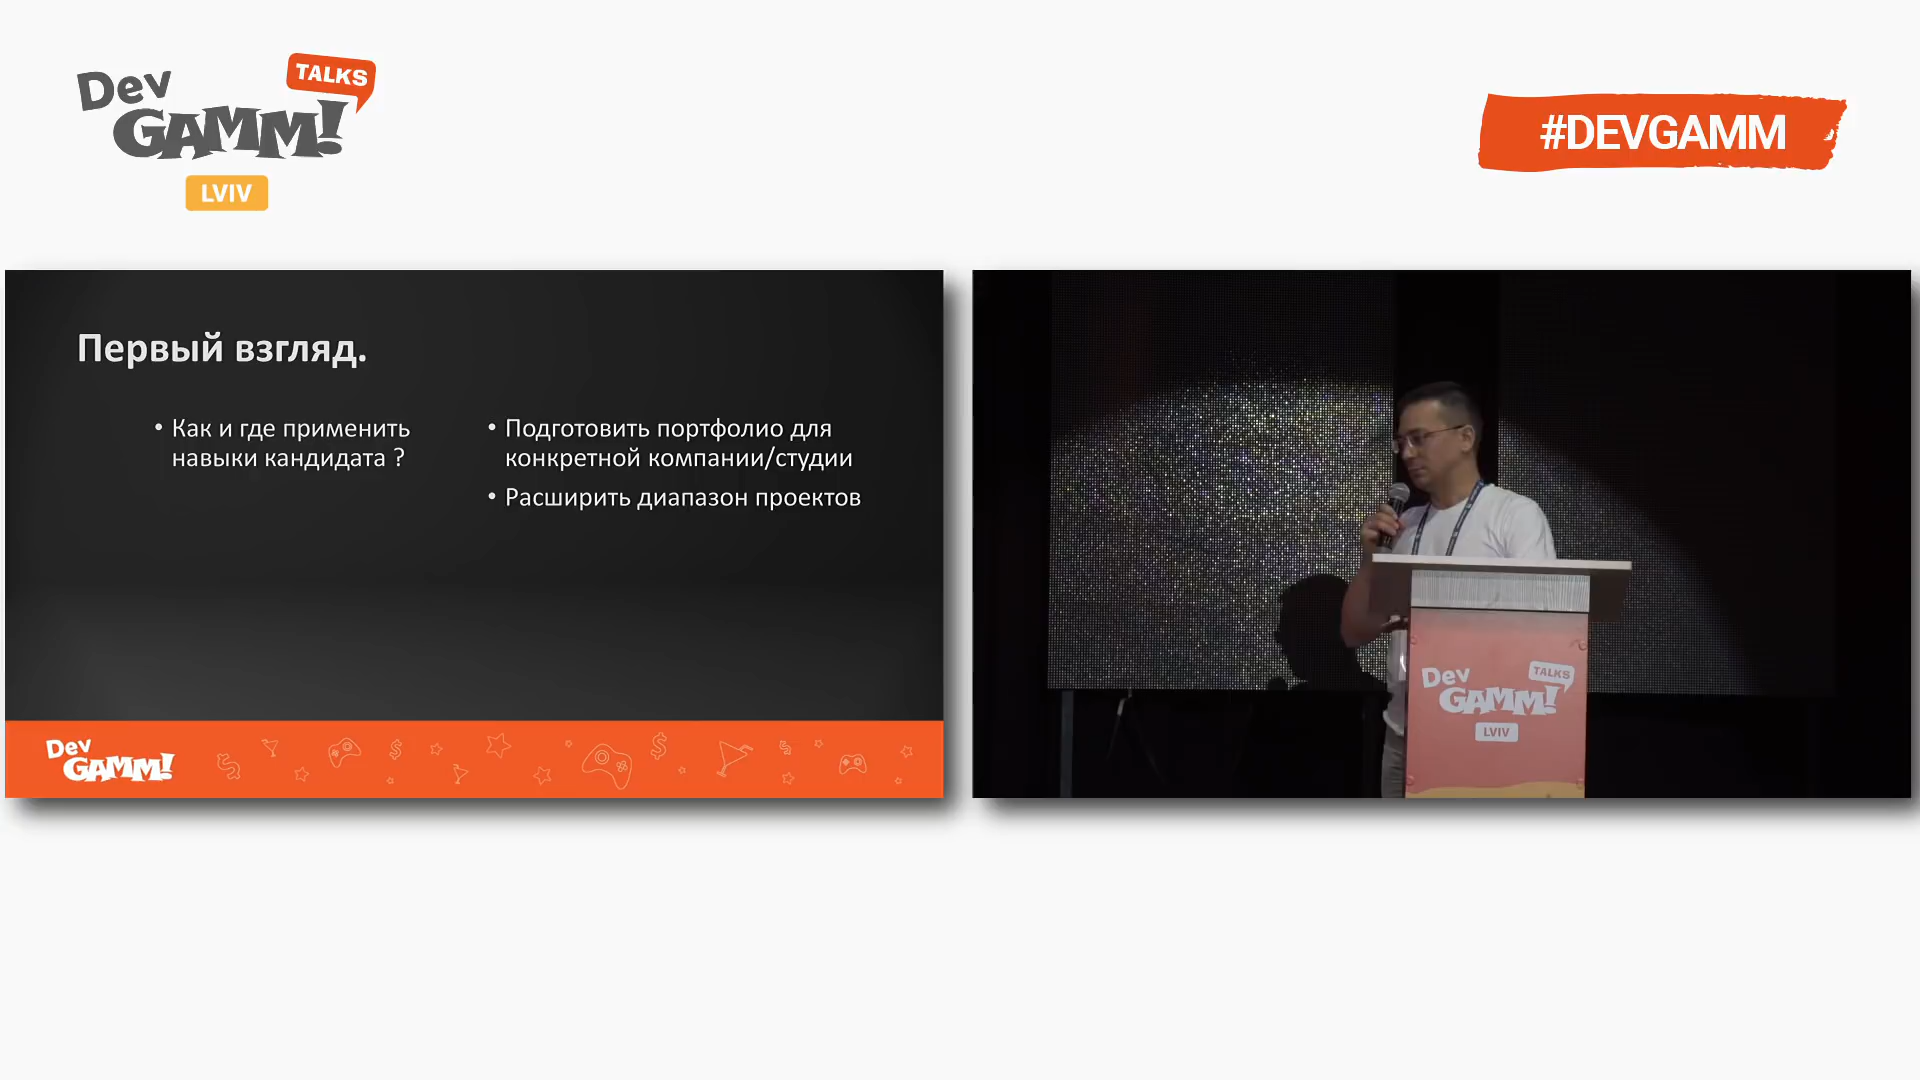 Dev
TALKS
GAMM!
LVIV
#DEVGAMM
Первый взгляд.
• Как и где применить
навыки кандидата ?
• Подготовить портфолио для
конкретной компании/студии
• Расширить диапазон проектов
Dev
GAMM!
Dev
TALKS
GAMM!
LVIV